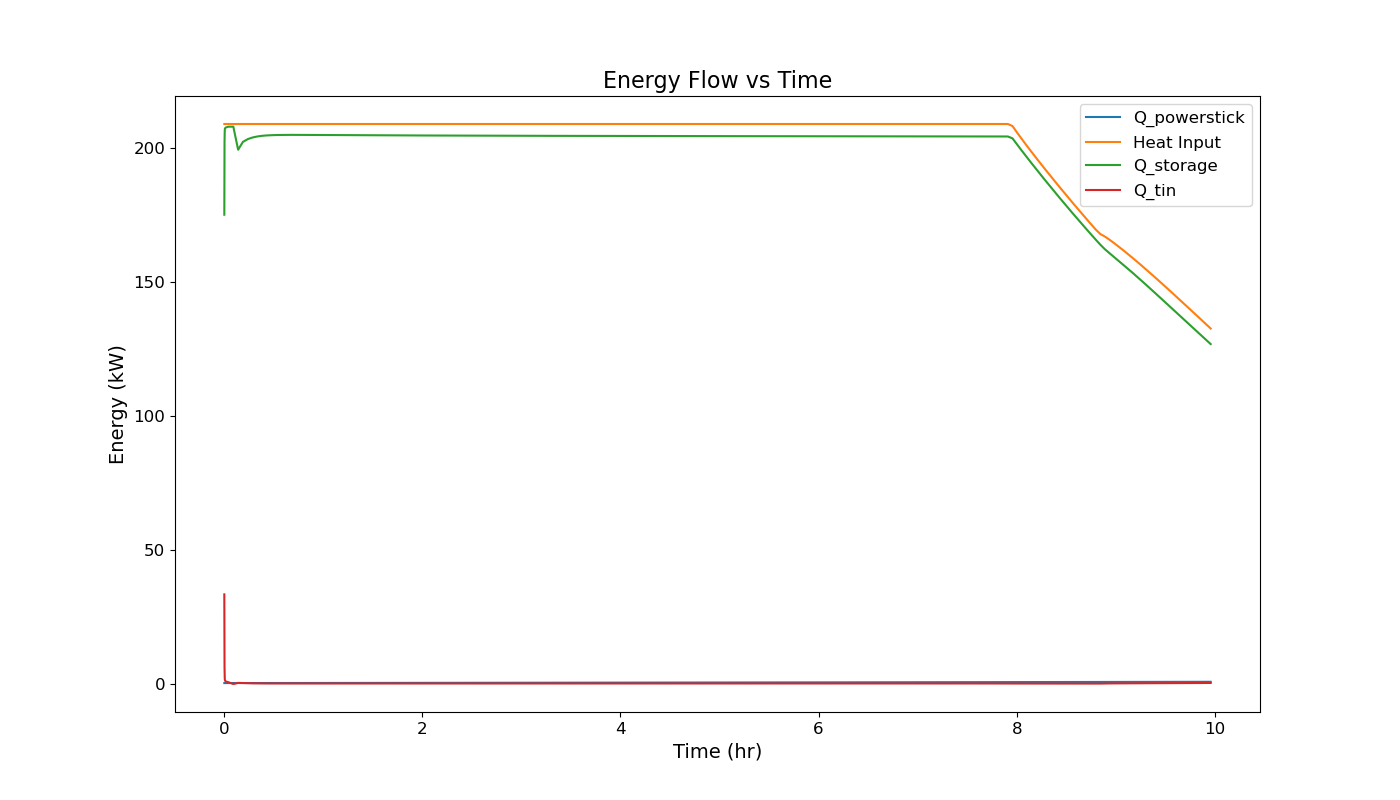 Energy Flow vs Time
Q_powerstick
Heat Input
Q_storage
Q_tin
Energy (kW)
200
150
100
50
0
0 2 4 6 8 10
Time (hr)